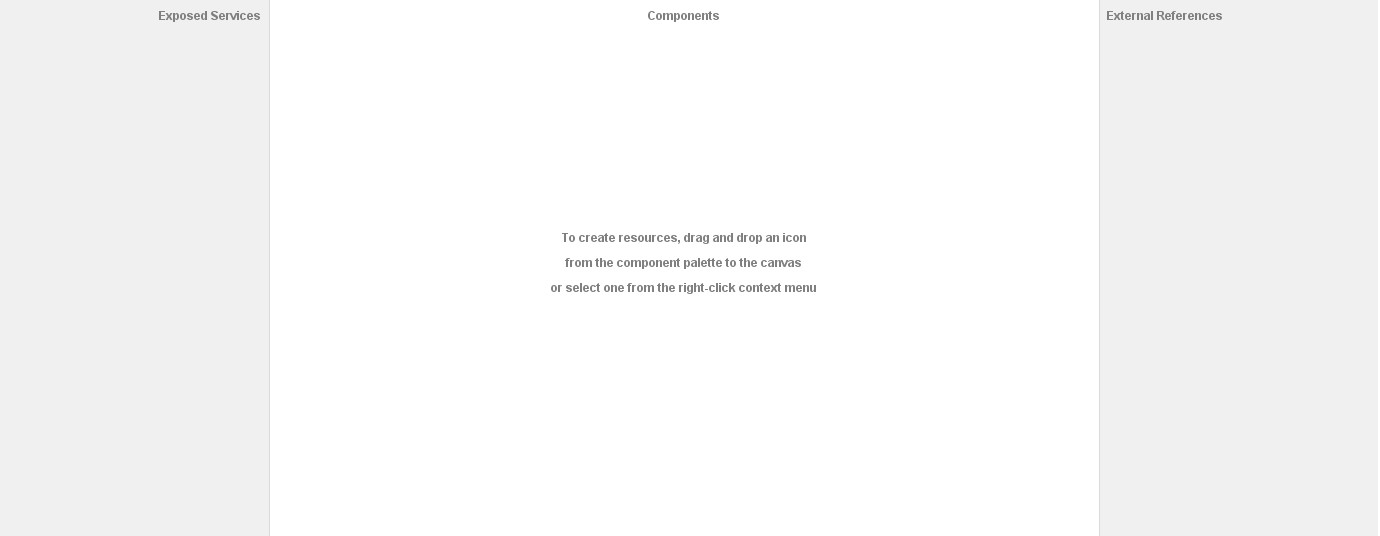 Exposed Services
Components
External References
To create resources, drag and drop an icon
from the component palette to the canvas
or select one from the right-click context menu